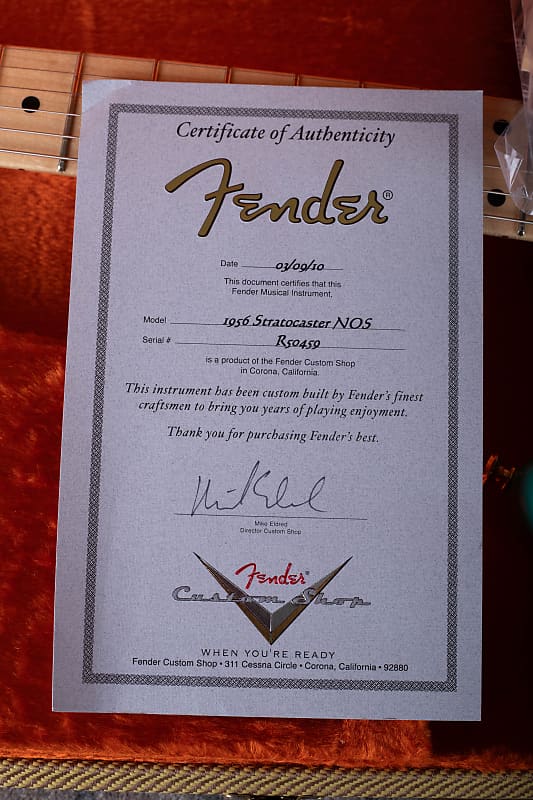 Certificate of Authenticity
Fender®
Date 03/09/10
This document certifies that this
Fender Musical Instrument,
Model 1956 Stratocaster NOS
Serial # R50459
is a product of the Fender Custom Shop
in Corona, California.
This instrument has been custom built by Fender's finest
craftsmen to bring you years of playing enjoyment.
Thank you for purchasing Fender's best.
Mike Eldred
Mike Eldred
Director Custom Shop
Fender®
Custom Shop
WHEN YOU'RE READY
Fender Custom Shop • 311 Cessna Circle • Corona, California • 92880